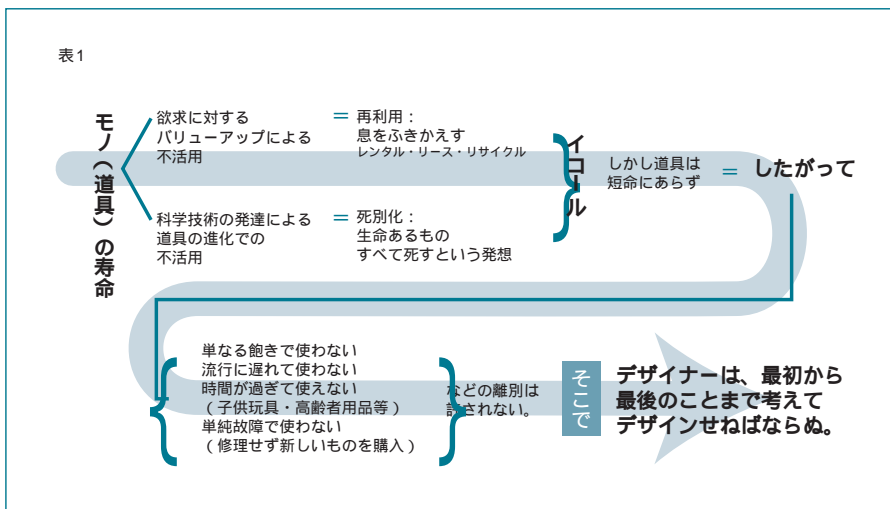 表1
モノ（道具）の寿命
欲求に対する
バリューアップによる
不活用
＝ 再利用：
息をふきかえす
レンタル・リース・リサイクル
科学技術の発達による
道具の進化での
不活用
＝ 死別化：
生命あるもの
すべて死すという発想
イコール
しかし道具は
短命にあらず
＝ したがって
単なる飽きで使わない
流行に遅れて使わない
時間が過ぎて使えない
（子供玩具・高齢者用品等）
単純故障で使わない
（修理せず新しいものを購入）
などの離別は
許されない。
そこで
デザイナーは、最初から
最後のことまで考えて
デザインせねばならぬ。